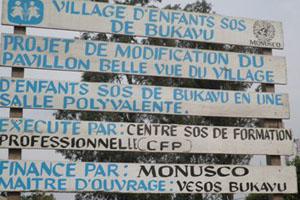 VILLAGE D'ENFANTS SOS
DE BUKAVU
MONUSCO
PROJET DE MODIFICATION DU
PAVILLON BELLE VUE DU VILLAGE
D'ENFANTS SOS DE BUKAVU EN UNE
SALLE POLYVALENTE.
EXECUTE PAR: CENTRE SOS DE FORMATION
PROFESSIONNELLE (CFP)
FINANCE PAR: MONUSCO
MAITRE D'OUVRAGE: VESOS BUKAVU